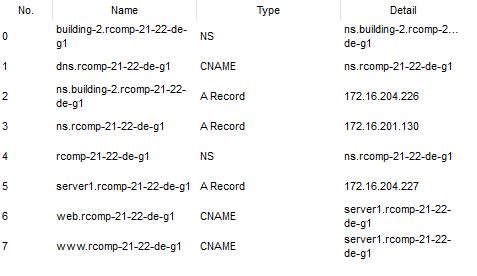 No. Name Type Detail
0 building-2.rcomp-21-22-de-g1 NS ns.building-2.rcomp-2... de-g1
1 dns.rcomp-21-22-de-g1 CNAME ns.rcomp-21-22-de-g1
2 ns.building-2.rcomp-21-22-de-g1 A Record 172.16.204.226
3 ns.rcomp-21-22-de-g1 A Record 172.16.201.130
4 rcomp-21-22-de-g1 NS ns.rcomp-21-22-de-g1
5 server1.rcomp-21-22-de-g1 A Record 172.16.204.227
6 web.rcomp-21-22-de-g1 CNAME server1.rcomp-21-22-de-g1
7 www.rcomp-21-22-de-g1 CNAME server1.rcomp-21-22-de-g1